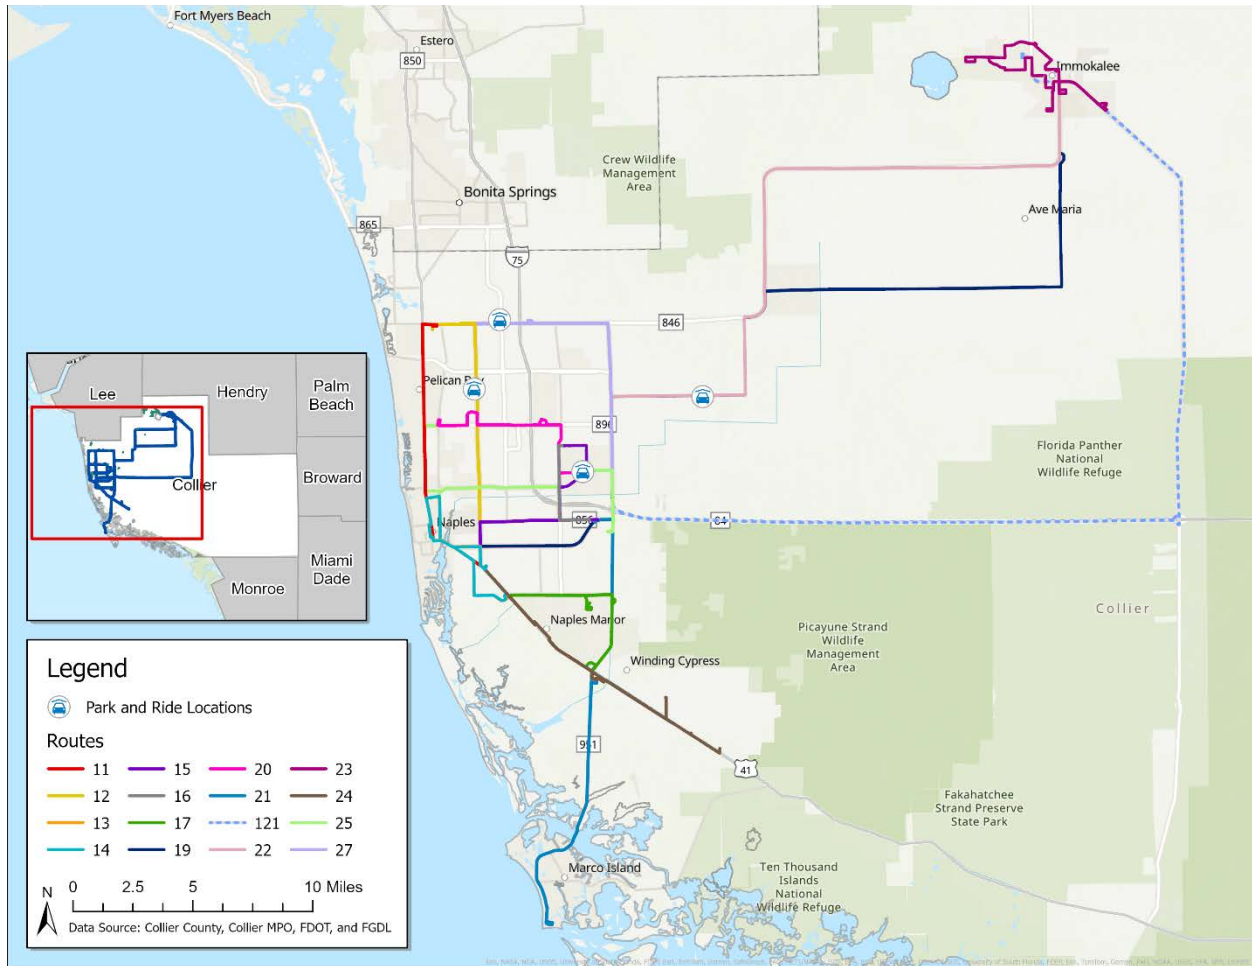 Fort Myers Beach
Estero
850
Immokalee
Crew Wildlife
Management
Area
Bonita Springs
865
Ave Maria
75
846
Pelican Bay
896
Florida Panther
National
Wildlife Refuge
Naples
856
84
Naples Manor
Collier
Picayune Strand
Wildlife
Management
Area
Winding Cypress
951
41
Fakahatchee
Strand Preserve
State Park
Marco Island
Ten Thousand
Islands
National
Wildlife Refuge
Lee
Hendry
Palm
Beach
Collier
Broward
Miami
Dade
Monroe
Legend
Park and Ride Locations
Routes
11 15 20 23
12 16 21 24
13 17 121 25
14 19 22 27
N 0 2.5 5 10 Miles
Data Source: Collier County, Collier MPO, FDOT, and FGDL